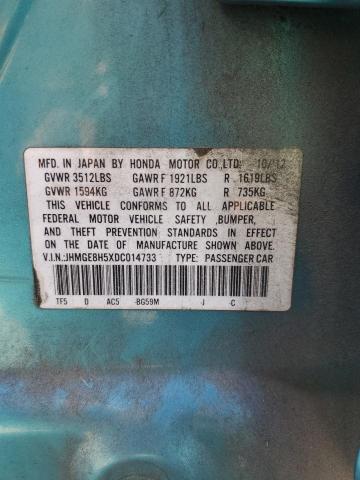 MFD. IN JAPAN BY HONDA MOTOR CO.,LTD. 10/12
GVWR 3512LBS GAWR F 1921LBS R 1619LBS
GVWR 1594KG GAWR F 872KG R 735KG
THIS VEHICLE CONFORMS TO ALL APPLICABLE
FEDERAL MOTOR VEHICLE SAFETY ,BUMPER,
AND THEFT PREVENTION STANDARDS IN EFFECT
ON THE DATE OF MANUFACTURE SHOWN ABOVE.
V.I.N.:JHMGE8H5XDC014733 TYPE: PASSENGER CAR
TF5 D AC5 -BG59M J -C